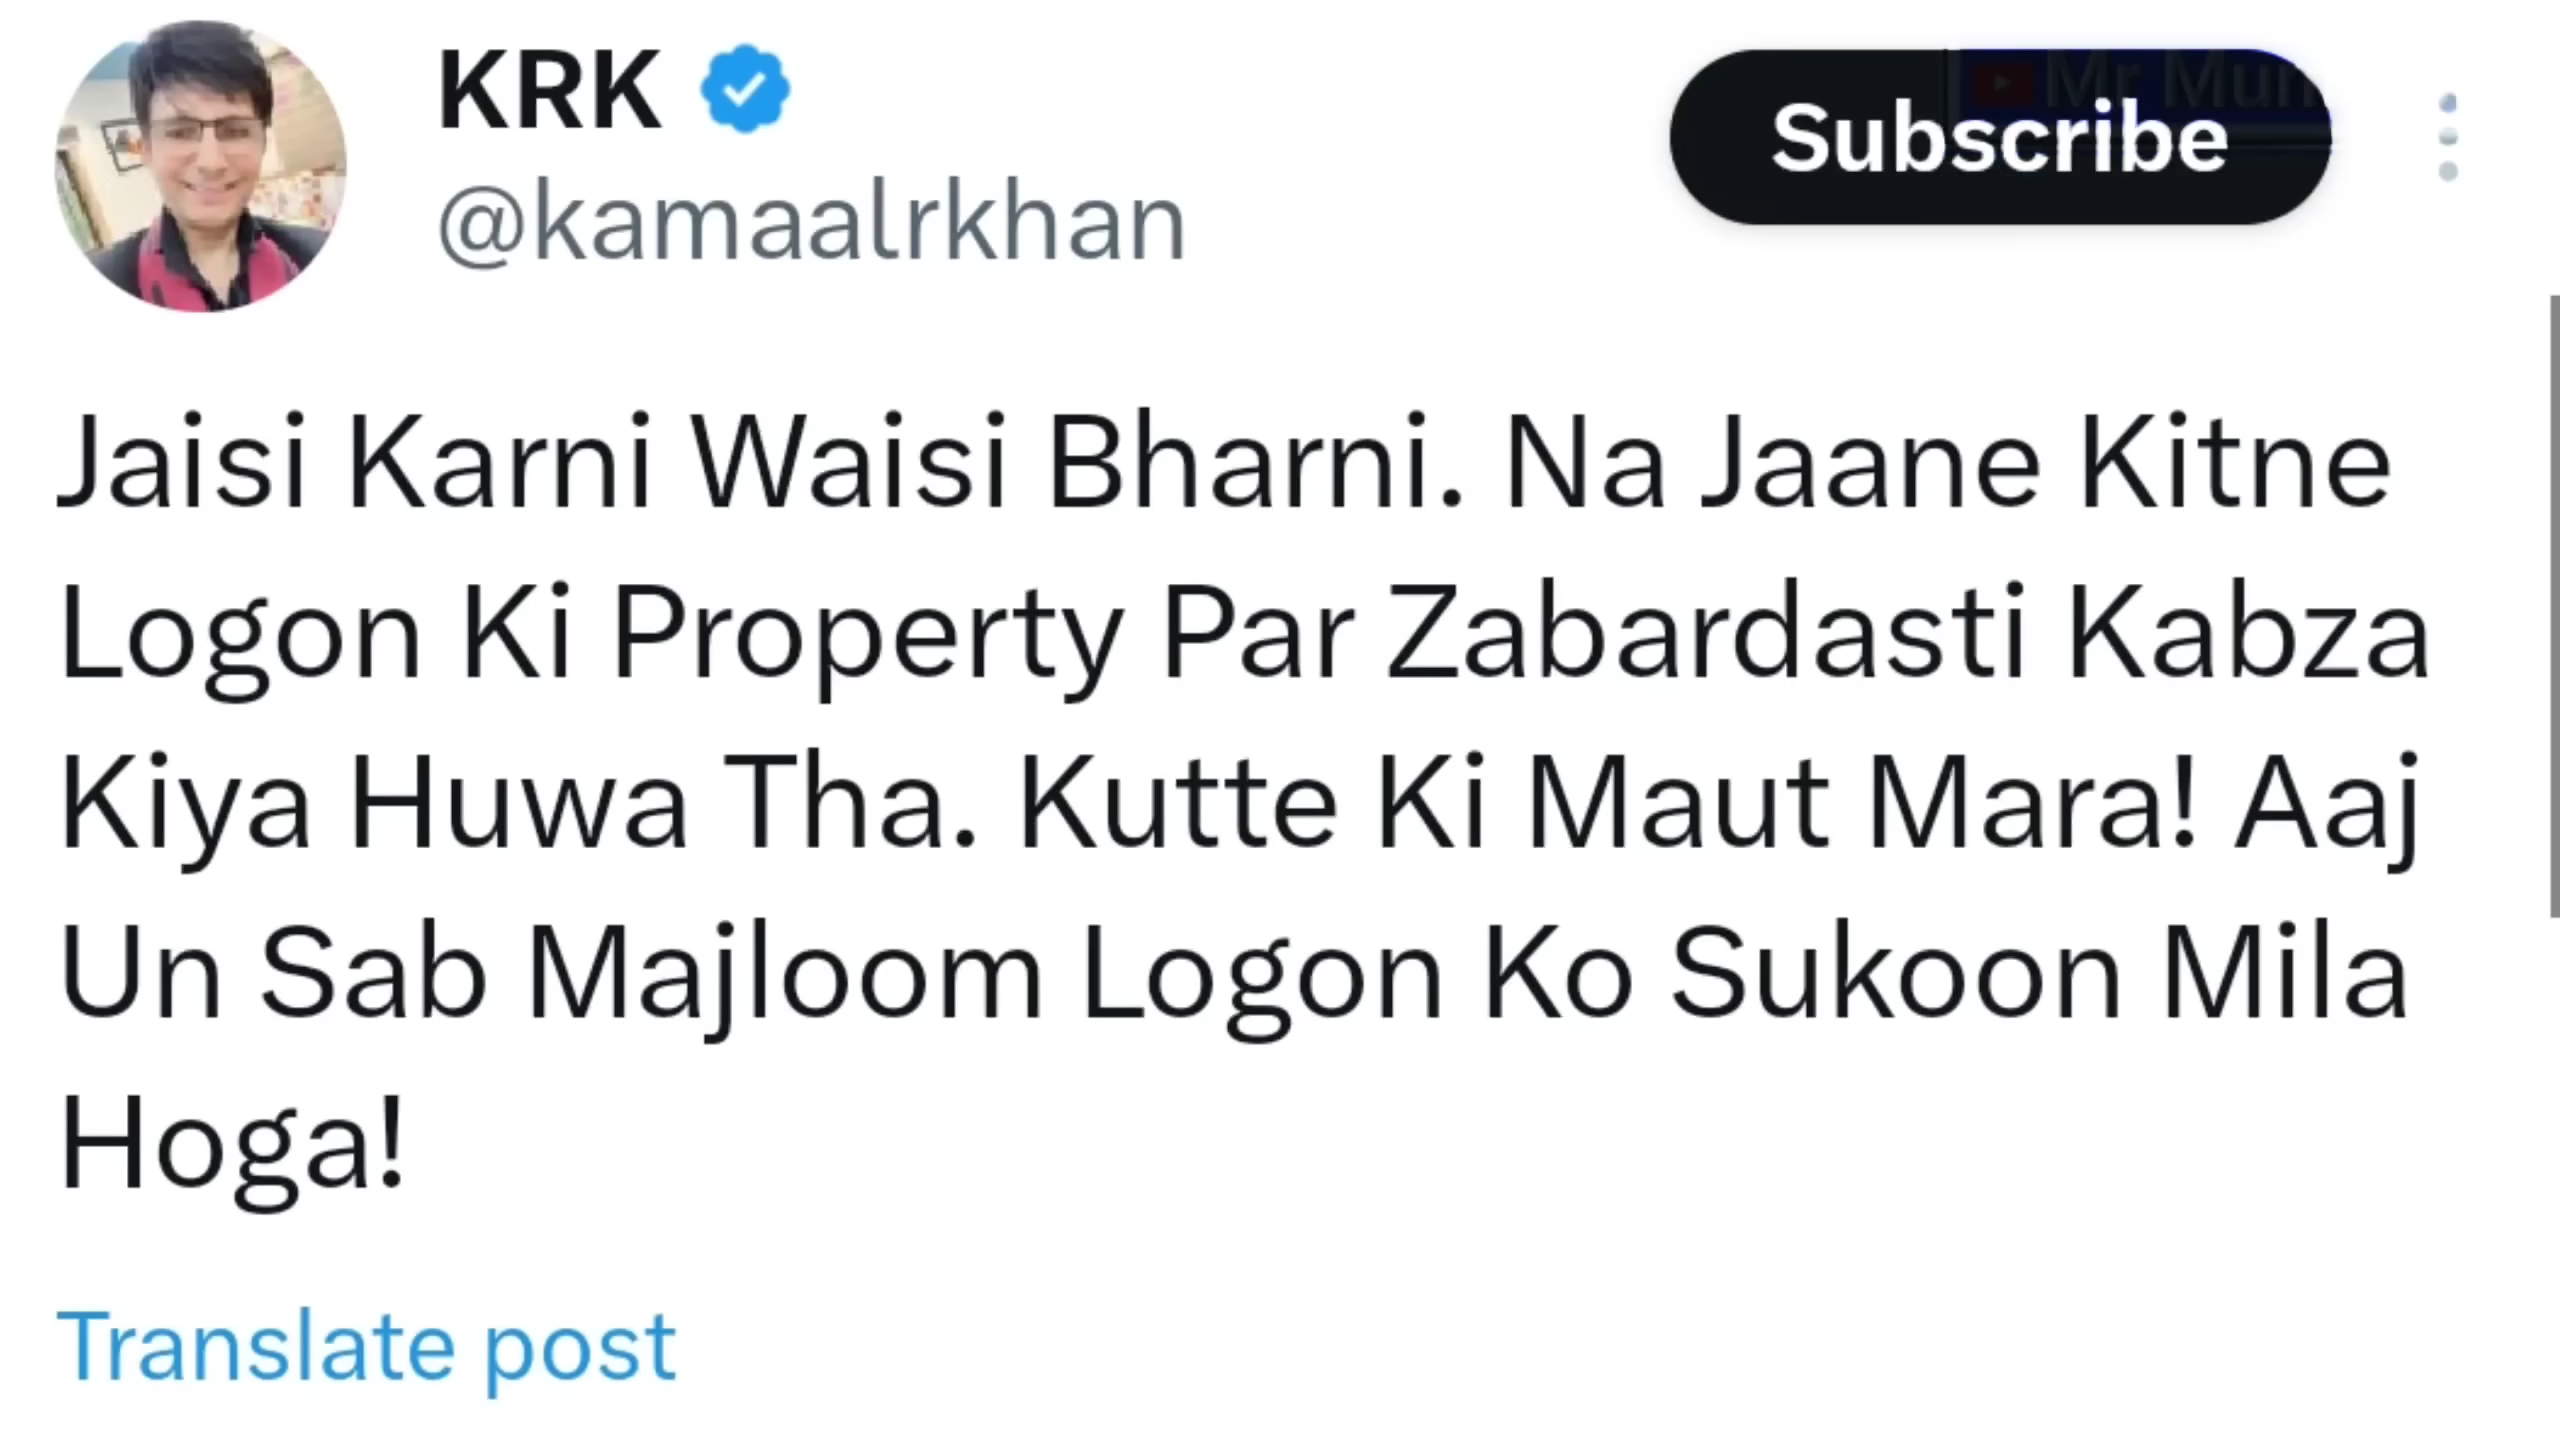 KRK
@kamaalrkhan
Subscribe
Jaisi Karni Waisi Bharni. Na Jaane Kitne
Logon Ki Property Par Zabardasti Kabza
Kiya Huwa Tha. Kutte Ki Maut Mara! Aaj
Un Sab Majloom Logon Ko Sukoon Mila
Hoga!
Translate post